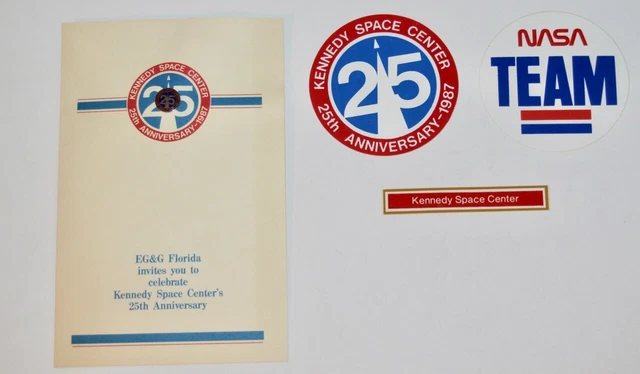 KENNEDY SPACE CENTER
25
25
25th ANNIVERSARY-1987
EG&G Florida
invites you to
celebrate
Kennedy Space Center's
25th Anniversary
KENNEDY SPACE CENTER
25
25th ANNIVERSARY-1987
NASA
TEAM
Kennedy Space Center